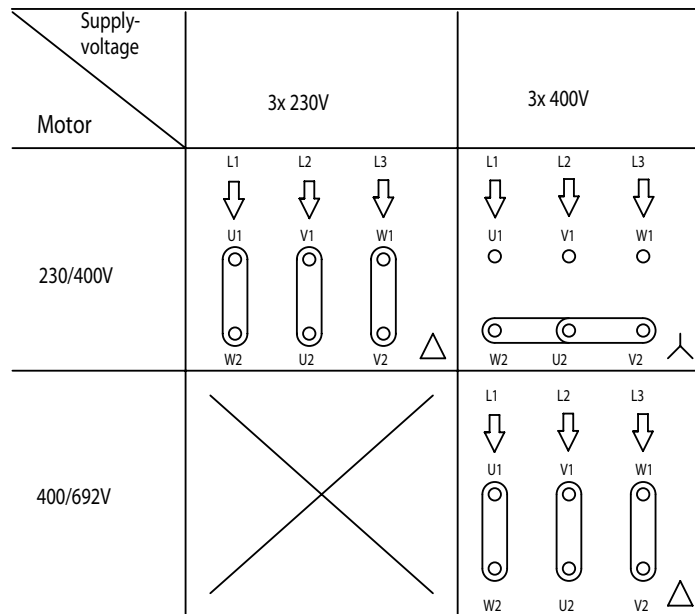 Supply-
voltage
Motor
3x 230V
3x 400V
230/400V
L1 L2 L3
U1 V1 W1
W2 U2 V2
L1 L2 L3
U1 V1 W1
W2 U2 V2
400/692V
L1 L2 L3
U1 V1 W1
W2 U2 V2